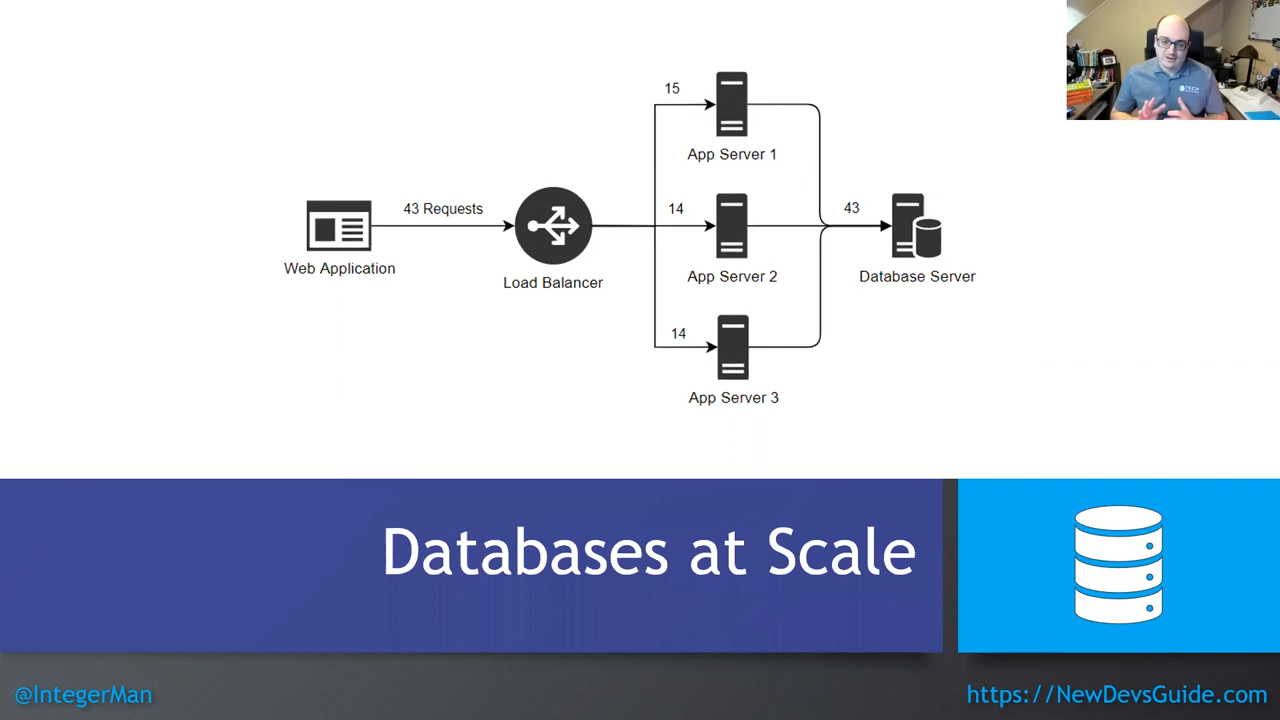 15
App Server 1
43 Requests
14
43
Web Application
Load Balancer
App Server 2
Database Server
14
App Server 3
Databases at Scale
@IntegerMan
https://NewDevsGuide.com
TECH